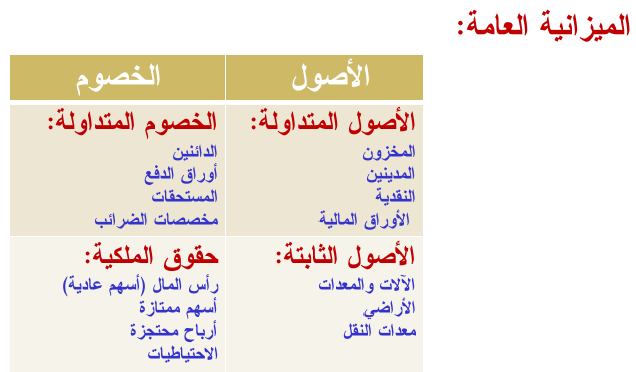 الميزانية العامة:
الأصول
الخصوم
الأصول المتداولة:
المخزون
المدينين
النقدية
الأوراق المالية
الخصوم المتداولة:
الدائنين
أوراق الدفع
المستحقات
مخصصات الضرائب
الأصول الثابتة:
الآلات والمعدات
الأراضي
معدات النقل
حقوق الملكية:
رأس المال (أسهم عادية)
أسهم ممتازة
أرباح محتجزة
الاحتياطيات